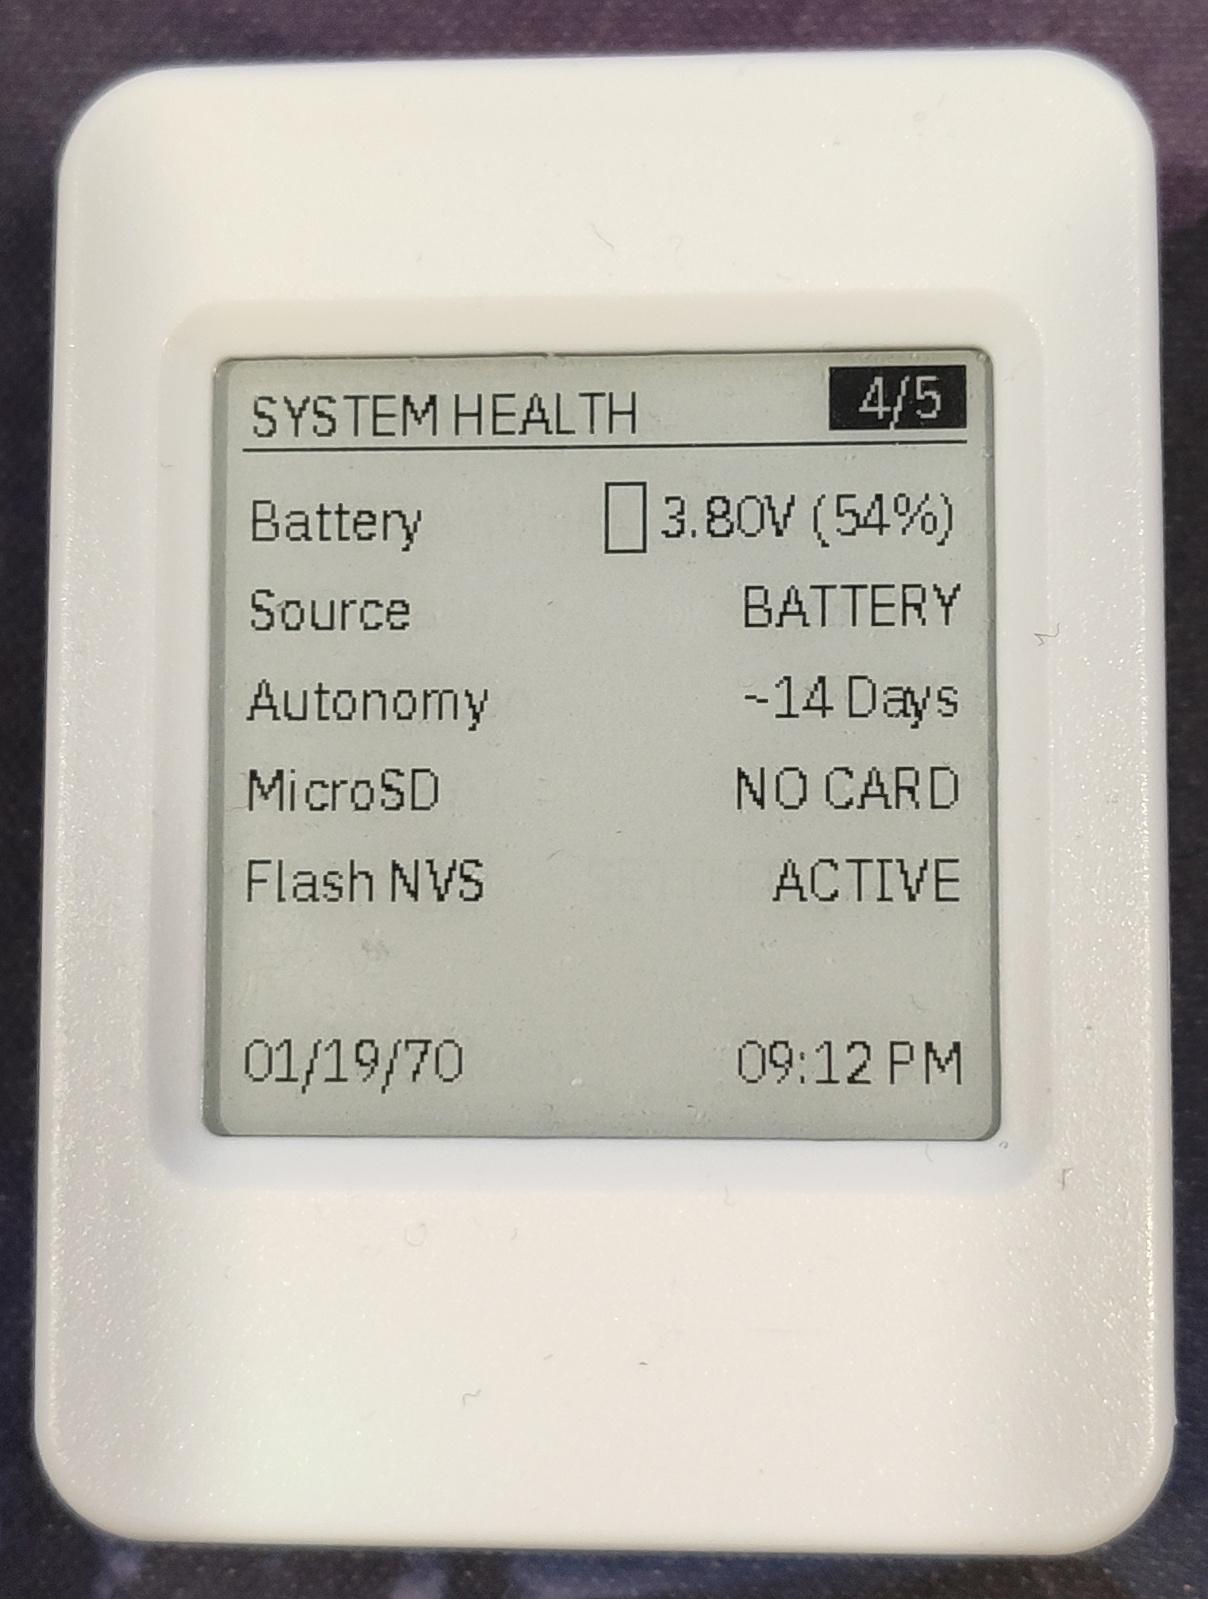 SYSTEM HEALTH 4/5
Battery 3.80V (54%)
Source BATTERY
Autonomy ~14 Days
MicroSD NO CARD
Flash NVS ACTIVE
01/19/70 09:12 PM